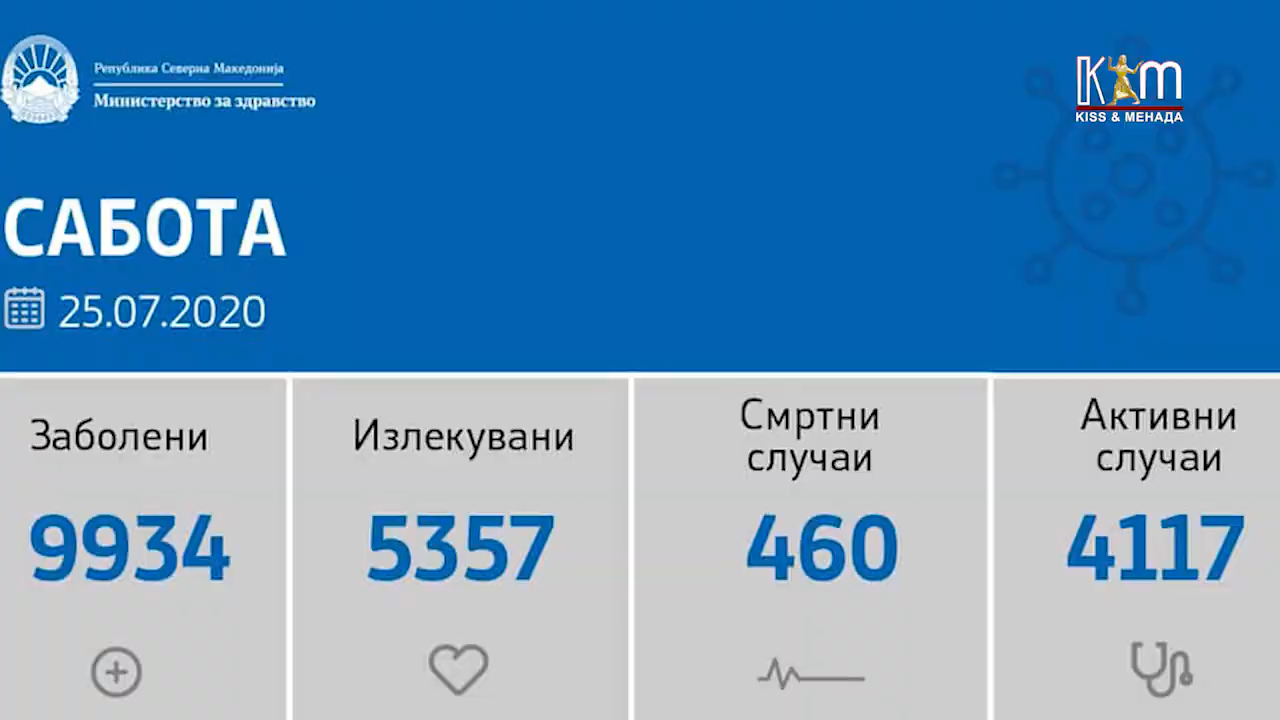 Република Северна Македонија
Министерство за здравство
KM
KISS & МЕНАДА
САБОТА
25.07.2020
Заболени
9934
Излекувани
5357
Смртни
случаи
460
Активни
случаи
4117